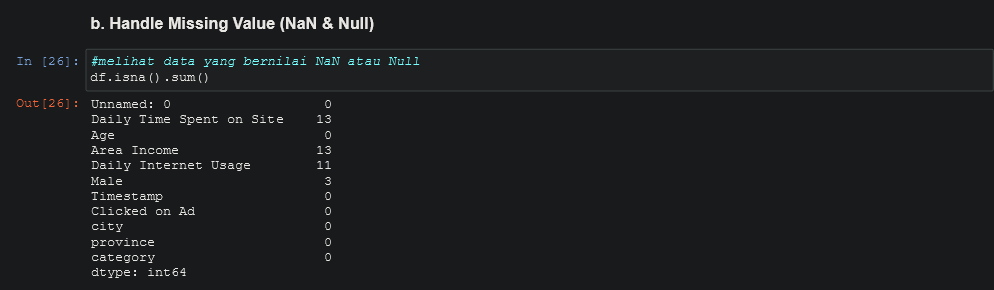 b. Handle Missing Value (NaN & Null)
In [26]: #melihat data yang bernilai NaN atau Null
df.isna().sum()
Out[26]: Unnamed: 0 0
Daily Time Spent on Site 13
Age 0
Area Income 13
Daily Internet Usage 11
Male 3
Timestamp 0
Clicked on Ad 0
city 0
province 0
category 0
dtype: int64